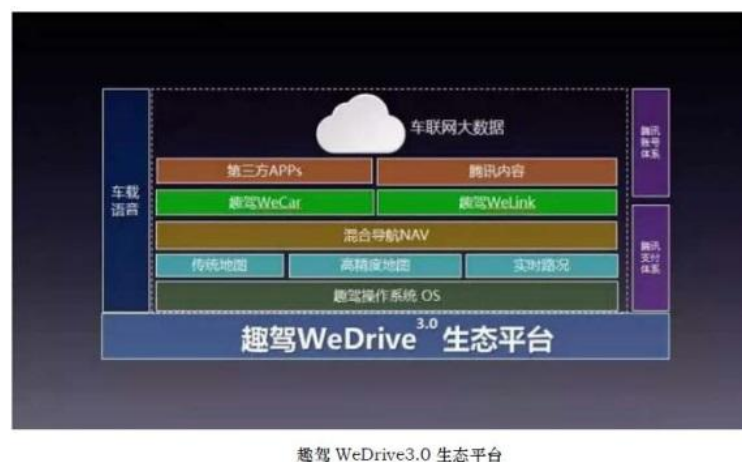 车联网大数据
车载
语音
第三方APPs
腾讯内容
趣驾WeCar
趣驾WeLink
混合导航NAV
传统地图
高精度地图
实时路况
趣驾操作系统 OS
腾讯
账号
体系
腾讯
支付
体系
趣驾WeDrive3.0 生态平台
趣驾 WeDrive3.0 生态平台